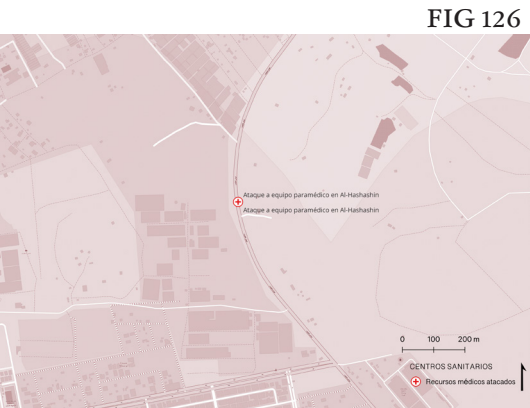 FIG 126
Ataque a equipo paramédico en Al-Hashashin
Ataque a equipo paramédico en Al-Hashashin
0 100 200 m
CENTROS SANITARIOS
Recursos médicos atacados